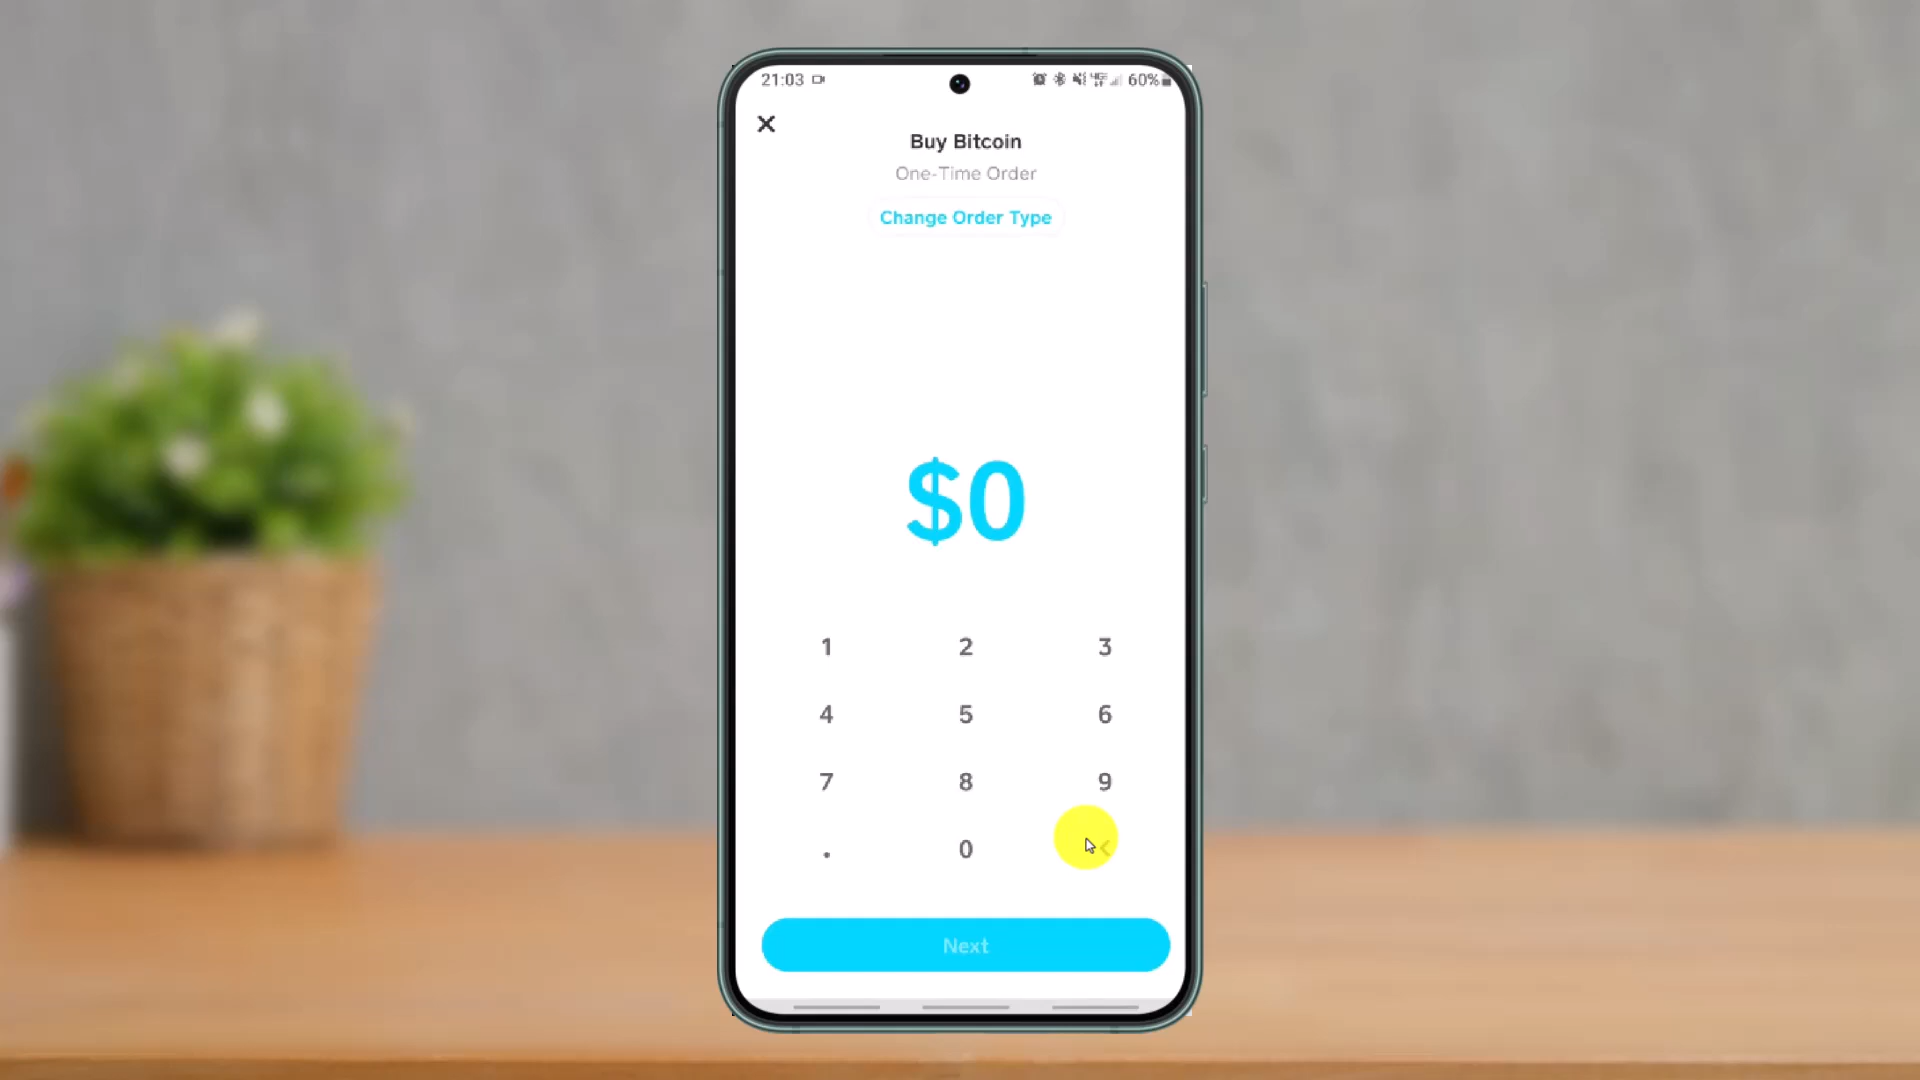 21:03
60%
Buy Bitcoin
One-Time Order
Change Order Type
$0
1 2 3
4 5 6
7 8 9
. 0 <
Next